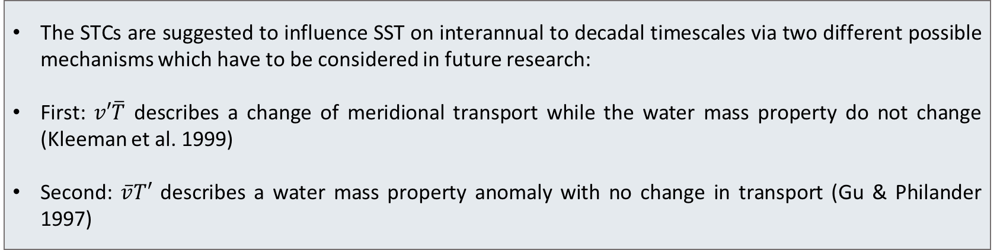 • The STCs are suggested to influence SST on interannual to decadal timescales via two different possible
mechanisms which have to be considered in future research:
• First: v′T̅ describes a change of meridional transport while the water mass property do not change
(Kleeman et al. 1999)
• Second: v̅T′ describes a water mass property anomaly with no change in transport (Gu & Philander
1997)